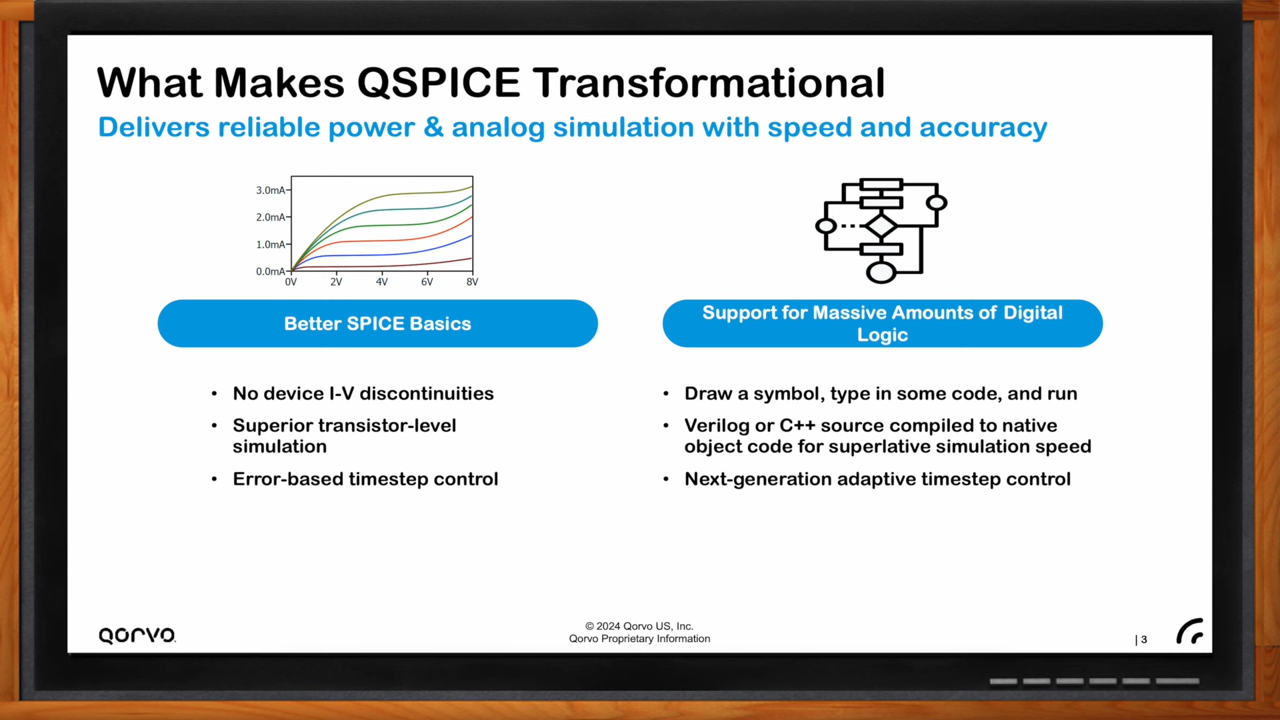 What Makes QSPICE Transformational
Delivers reliable power & analog simulation with speed and accuracy
3.0mA
2.0mA
1.0mA
0.0mA
0V 2V 4V 6V 8V
Better SPICE Basics
• No device I-V discontinuities
• Superior transistor-level
simulation
• Error-based timestep control
Support for Massive Amounts of Digital
Logic
• Draw a symbol, type in some code, and run
• Verilog or C++ source compiled to native
object code for superlative simulation speed
• Next-generation adaptive timestep control
QORVO.
© 2024 Qorvo US, Inc.
Qorvo Proprietary Information
| 3